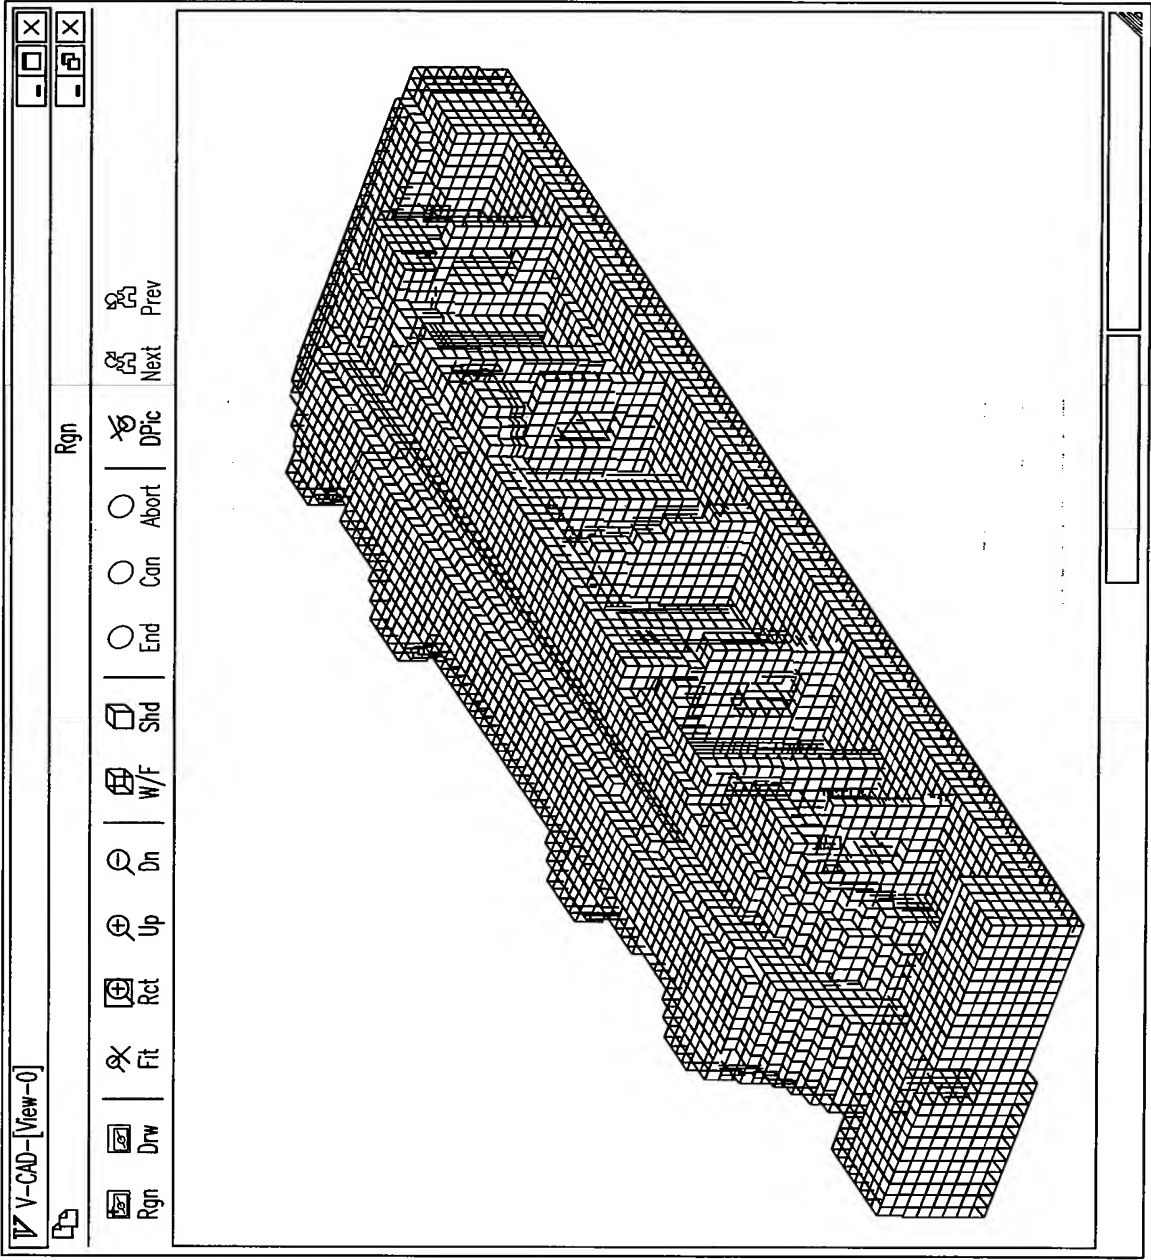 V-CAD-[View-0]
Rgn
Rgn Drw Fit Rct Up Dn W/F Shd End Can Abort DPic Next Prev